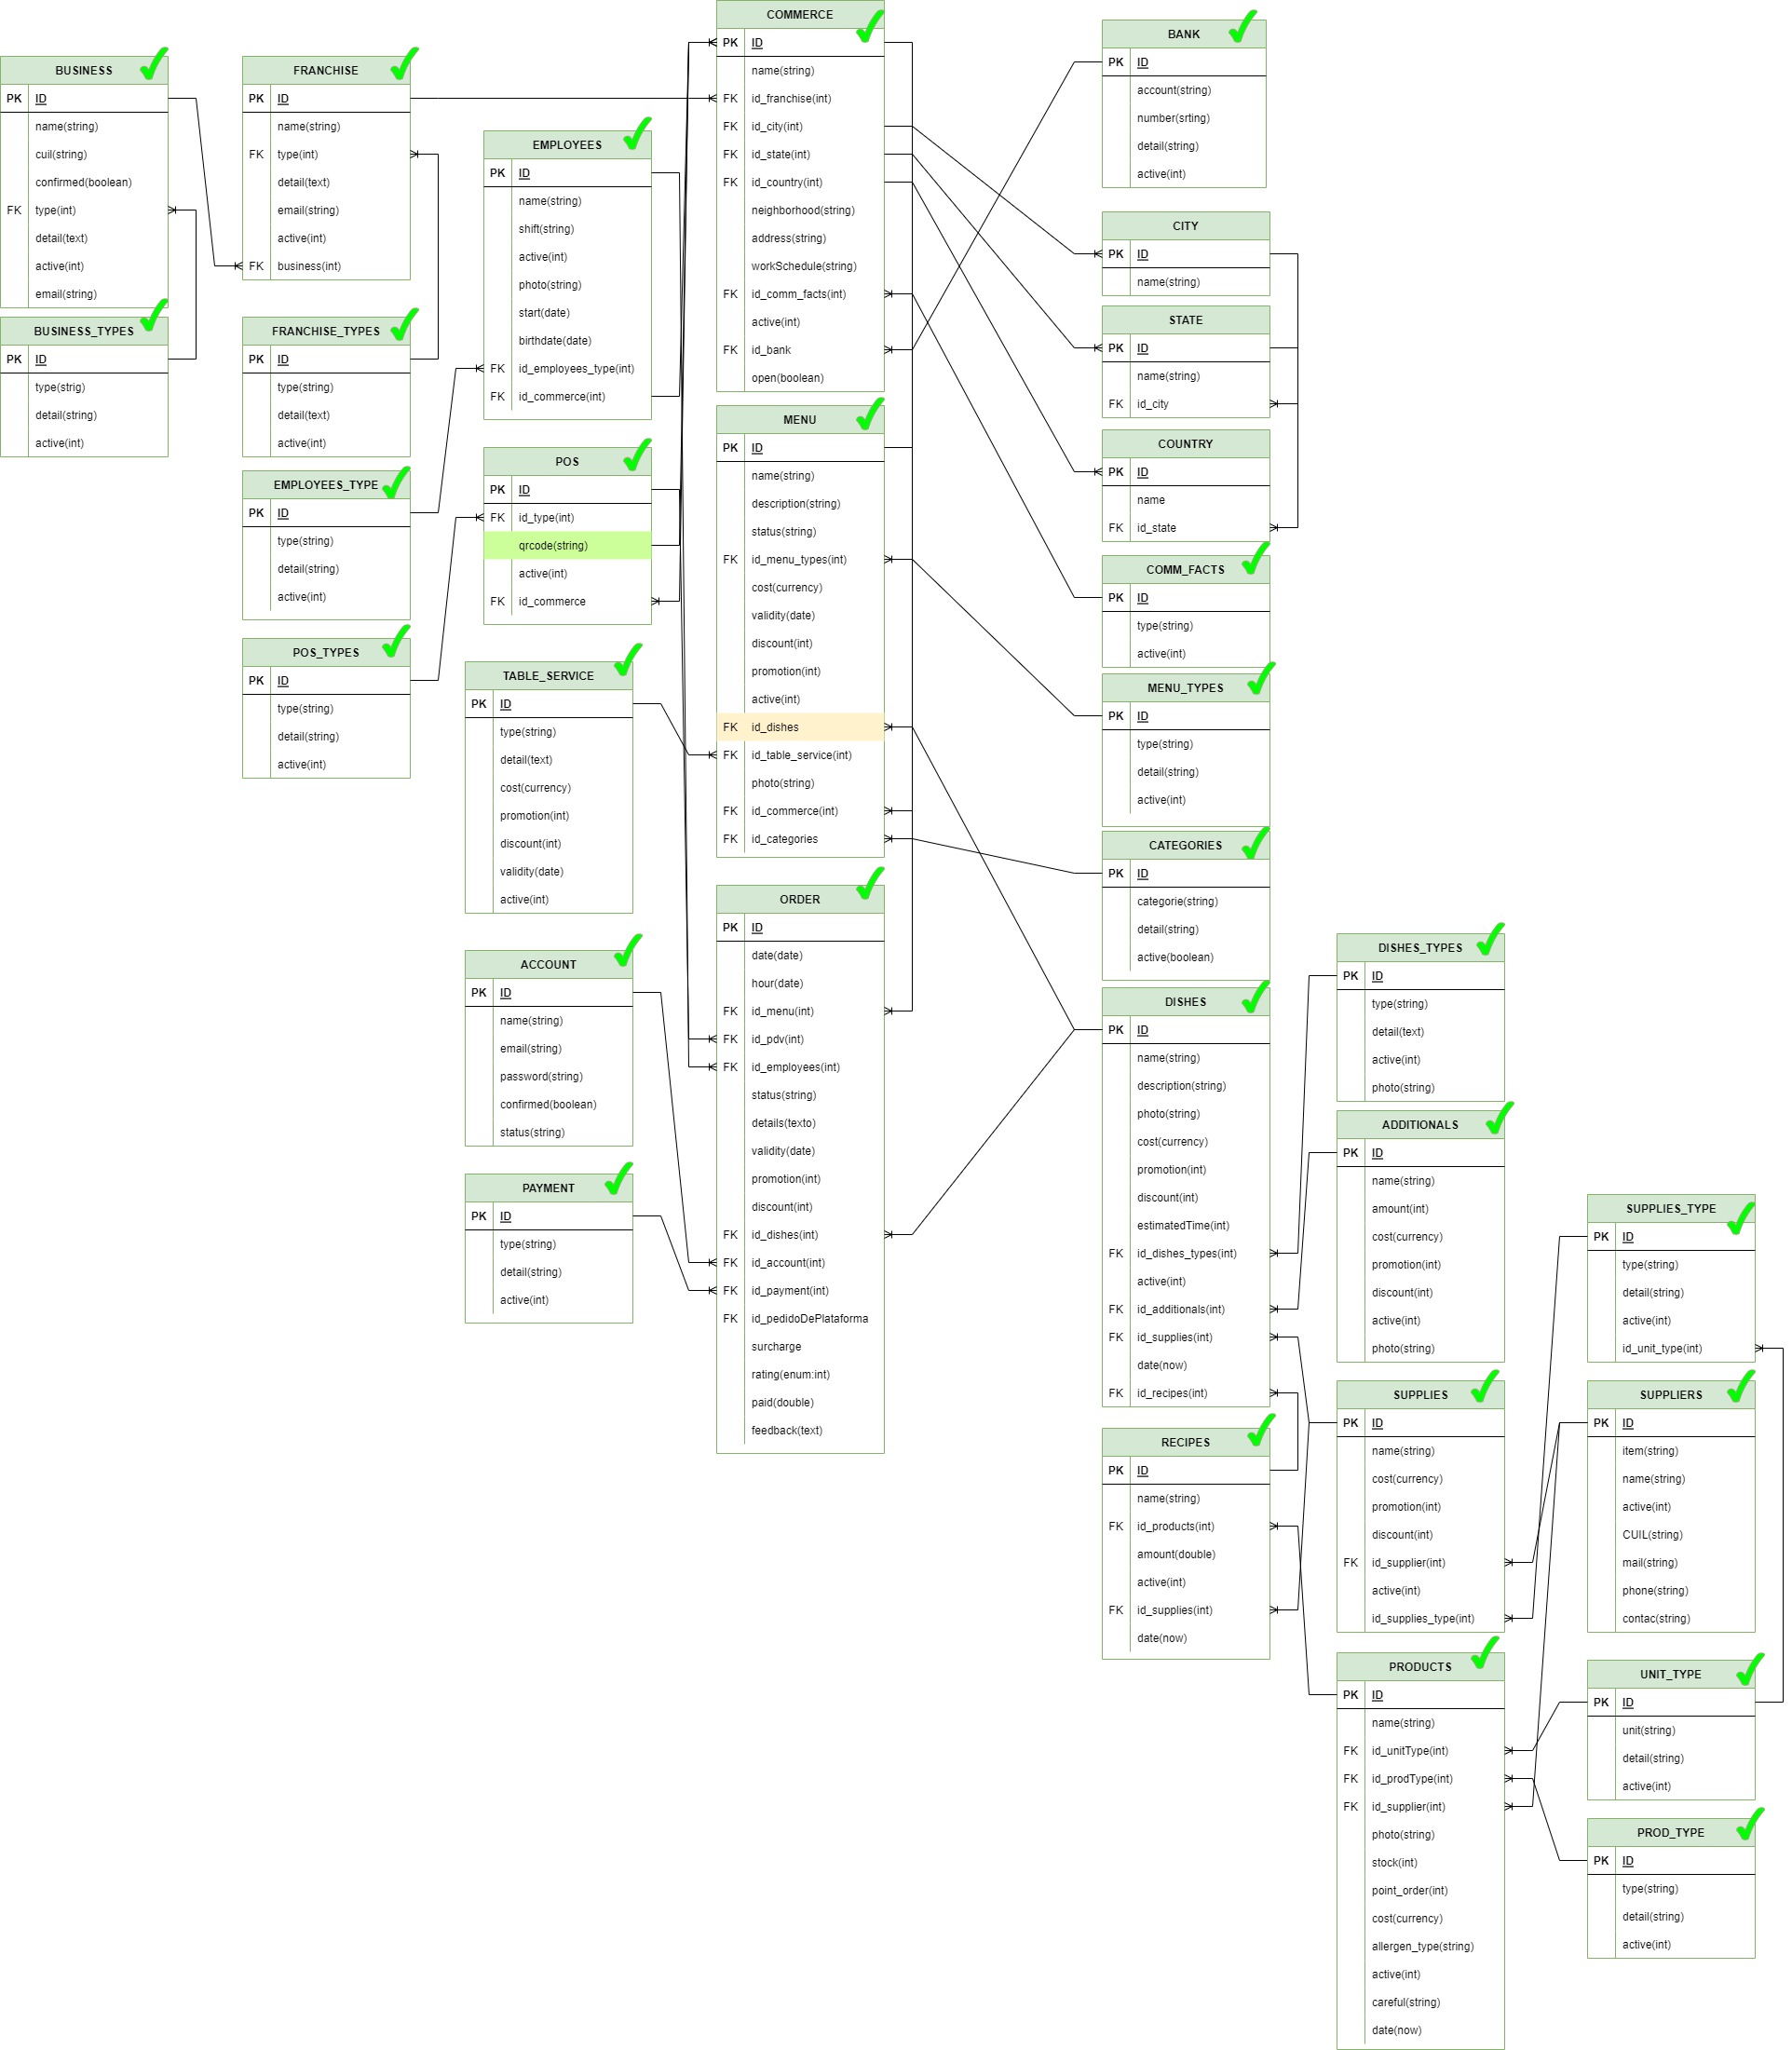 BUSINESS
PK ID
name(string)
cuil(string)
confirmed(boolean)
FK type(int)
detail(text)
active(int)
email(string)
BUSINESS_TYPES
PK ID
type(strig)
detail(string)
active(int)
FRANCHISE
PK ID
name(string)
FK type(int)
detail(text)
email(string)
active(int)
FK business(int)
FRANCHISE_TYPES
PK ID
type(string)
detail(text)
active(int)
EMPLOYEES_TYPE
PK ID
type(string)
detail(string)
active(int)
POS_TYPES
PK ID
type(string)
detail(string)
active(int)
EMPLOYEES
PK ID
name(string)
shift(string)
active(int)
photo(string)
start(date)
birthdate(date)
FK id_employees_type(int)
FK id_commerce(int)
POS
PK ID
FK id_type(int)
qrcode(string)
active(int)
FK id_commerce
TABLE_SERVICE
PK ID
type(string)
detail(text)
cost(currency)
promotion(int)
discount(int)
validity(date)
active(int)
ACCOUNT
PK ID
name(string)
email(string)
password(string)
confirmed(boolean)
status(string)
PAYMENT
PK ID
type(string)
detail(string)
active(int)
COMMERCE
PK ID
name(string)
FK id_franchise(int)
FK id_city(int)
FK id_state(int)
FK id_country(int)
neighborhood(string)
address(string)
workSchedule(string)
FK id_comm_facts(int)
active(int)
FK id_bank
open(boolean)
MENU
PK ID
name(string)
description(string)
status(string)
FK id_menu_types(int)
cost(currency)
validity(date)
discount(int)
promotion(int)
active(int)
FK id_dishes
FK id_table_service(int)
photo(string)
FK id_commerce(int)
FK id_categories
ORDER
PK ID
date(date)
hour(date)
FK id_menu(int)
FK id_pdv(int)
FK id_employees(int)
status(string)
details(texto)
validity(date)
promotion(int)
discount(int)
FK id_dishes(int)
FK id_account(int)
FK id_payment(int)
FK id_pedidoDePlataforma
surcharge
rating(enum:int)
paid(double)
feedback(text)
BANK
PK ID
account(string)
number(srting)
detail(string)
active(int)
CITY
PK ID
name(string)
STATE
PK ID
name(string)
FK id_city
COUNTRY
PK ID
name
FK id_state
COMM_FACTS
PK ID
type(string)
active(int)
MENU_TYPES
PK ID
type(string)
detail(string)
active(int)
CATEGORIES
PK ID
categorie(string)
detail(string)
active(boolean)
DISHES
PK ID
name(string)
description(string)
photo(string)
cost(currency)
promotion(int)
discount(int)
estimatedTime(int)
FK id_dishes_types(int)
active(int)
FK id_additionals(int)
FK id_supplies(int)
date(now)
FK id_recipes(int)
RECIPES
PK ID
name(string)
FK id_products(int)
amount(double)
active(int)
FK id_supplies(int)
date(now)
DISHES_TYPES
PK ID
type(string)
detail(text)
active(int)
photo(string)
ADDITIONALS
PK ID
name(string)
amount(int)
cost(currency)
promotion(int)
discount(int)
active(int)
photo(string)
SUPPLIES
PK ID
name(string)
cost(currency)
promotion(int)
discount(int)
FK id_supplier(int)
active(int)
id_supplies_type(int)
PRODUCTS
PK ID
name(string)
FK id_unitType(int)
FK id_prodType(int)
FK id_supplier(int)
photo(string)
stock(int)
point_order(int)
cost(currency)
allergen_type(string)
active(int)
careful(string)
date(now)
SUPPLIES_TYPE
PK ID
type(string)
detail(string)
active(int)
id_unit_type(int)
SUPPLIERS
PK ID
item(string)
name(string)
active(int)
CUIL(string)
mail(string)
phone(string)
contac(string)
UNIT_TYPE
PK ID
unit(string)
detail(string)
active(int)
PROD_TYPE
PK ID
type(string)
detail(string)
active(int)